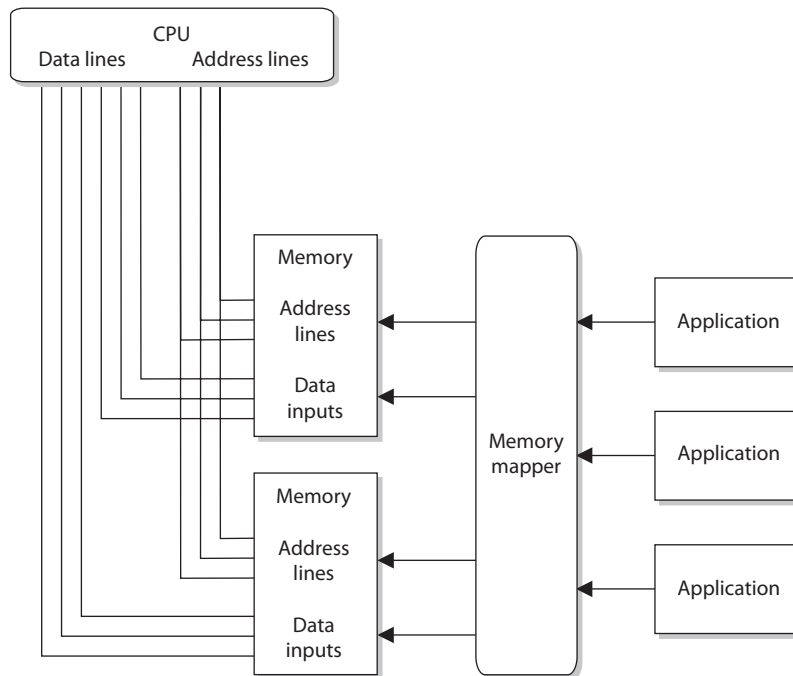 CPU
Data lines Address lines
Memory
Address
lines
Data
inputs
Memory
Address
lines
Data
inputs
Memory
mapper
Application
Application
Application